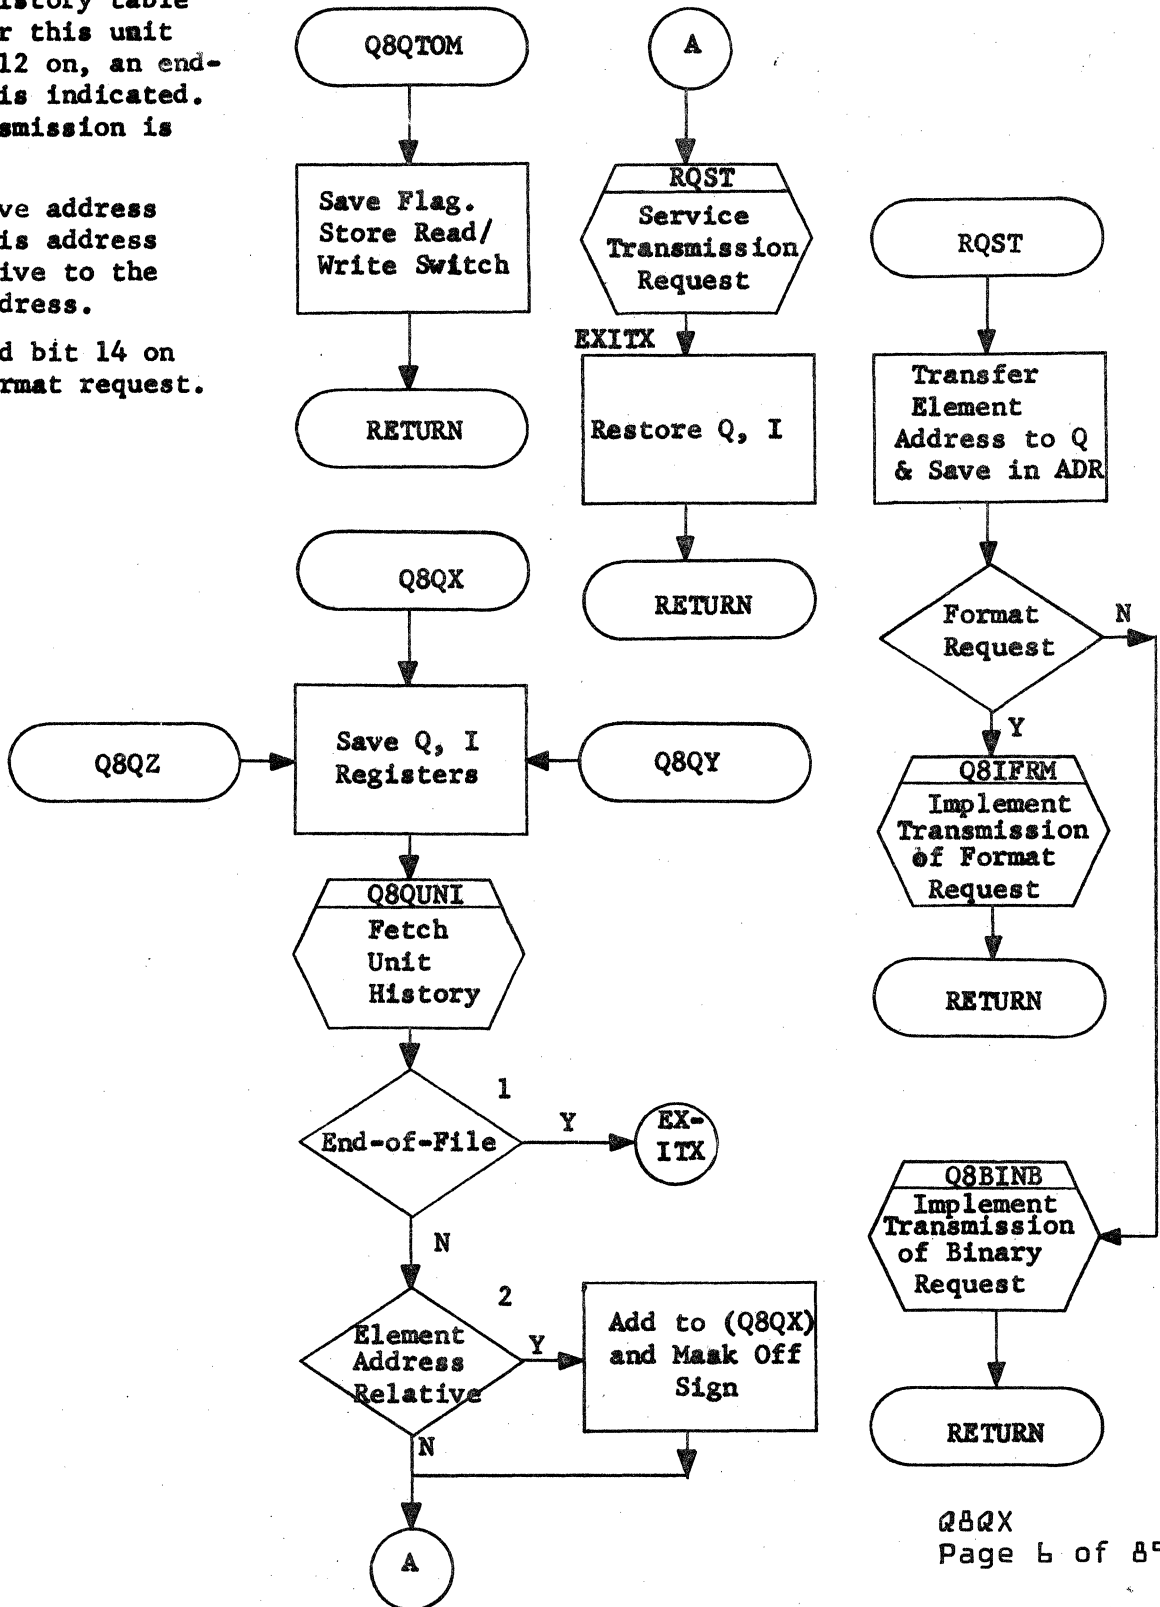 r this unit
12 on, an end-
is indicated.
smission is
ve address
is address
ive to the
dress.
d bit 14 on
rmat request.
Q8QTOM
Save Flag.
Store Read/
Write Switch
RETURN
Q8QX
Q8QZ
Save Q, I
Registers
Q8QY
Q8QUNI
Fetch
Unit
History
1
End-of-File
Y
EX-
ITX
N
2
Element
Address
Relative
Y
Add to (Q8QX)
and Mask Off
Sign
N
A
A
RQST
Service
Transmission
Request
EXITX
Restore Q, I
RETURN
RQST
Transfer
Element
Address to Q
& Save in ADR
Format
Request
N
Y
Q8IFRM
Implement
Transmission
of Format
Request
RETURN
Q8BINB
Implement
Transmission
of Binary
Request
RETURN
Q8QX
Page 6 of